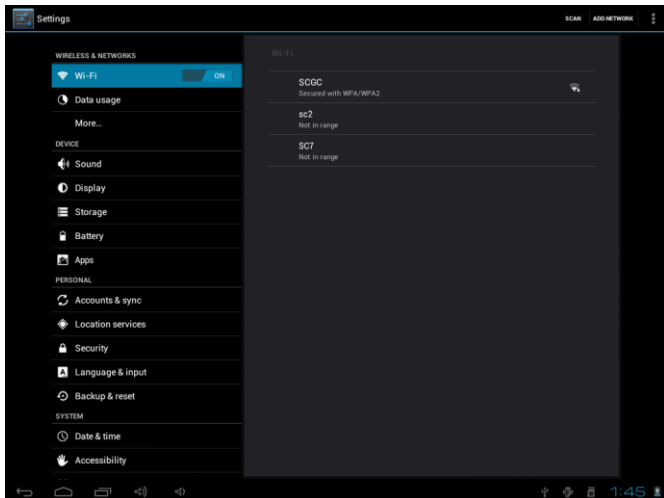 Settings
SCAN
ADD NETWORK
WIRELESS & NETWORKS
Wi-Fi
ON
Data usage
More...
DEVICE
Sound
Display
Storage
Battery
Apps
PERSONAL
Accounts & sync
Location services
Security
A
Language & input
Backup & reset
SYSTEM
Date & time
Accessibility
Wi-Fi
SCGC
Secured with WPA/WPA2
sc2
Not in range
SC7
Not in range
1:45